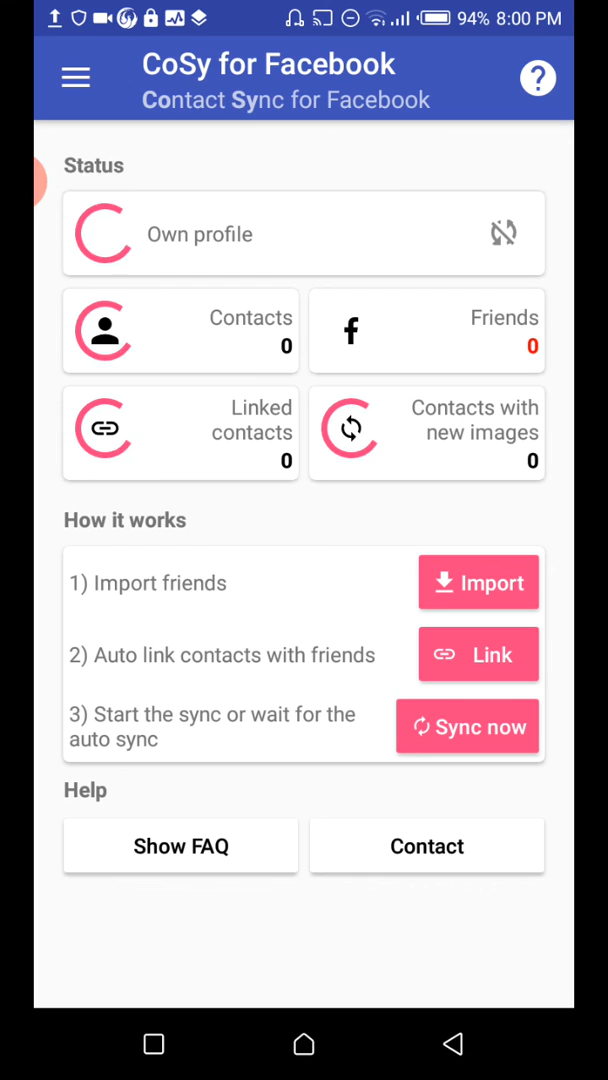 94% 8:00 PM
CoSy for Facebook
Contact Sync for Facebook
?
Status
Own profile
Contacts
0
Friends
0
Linked
contacts
0
Contacts with
new images
0
How it works
1) Import friends
Import
2) Auto link contacts with friends
Link
3) Start the sync or wait for the
auto sync
Sync now
Help
Show FAQ
Contact